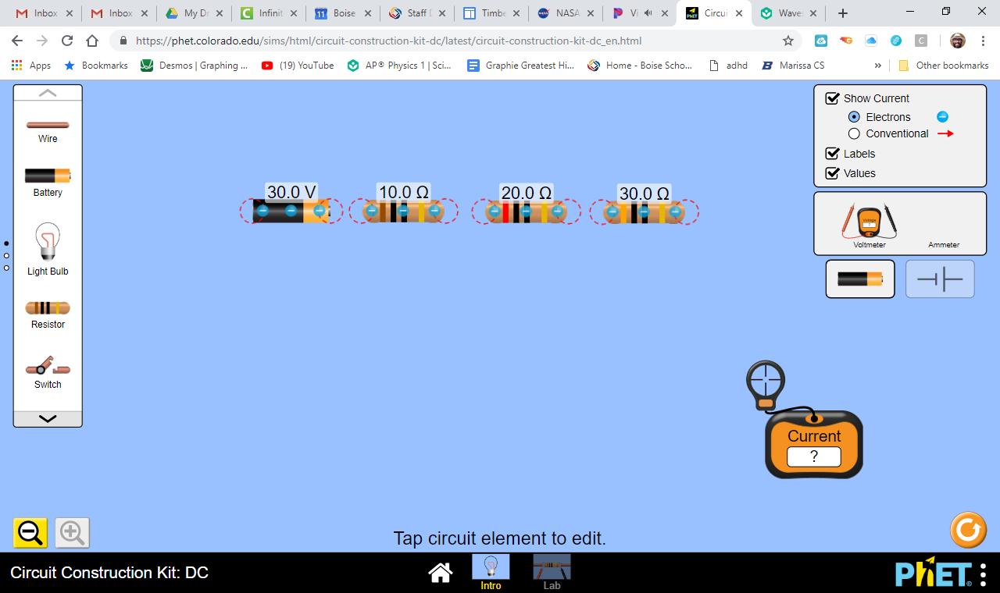 Inbox
Inbox
My Dr
Infinit
11 Boise
Staff D
Timbe
NASA
Vi
Circui
Wave
https://phet.colorado.edu/sims/html/circuit-construction-kit-dc/latest/circuit-construction-kit-dc_en.html
Apps
Bookmarks
Desmos | Graphing ...
(19) YouTube
AP® Physics 1 | Sci...
Graphie Greatest Hi...
Home - Boise Scho...
adhd
B Marissa CS
»
Other bookmarks
Wire
Battery
Light Bulb
Resistor
Switch
30.0 V
10.0 Ω
20.0 Ω
30.0 Ω
Show Current
Electrons
Conventional
Labels
Values
Voltage
?
Voltmeter
Ammeter
Current
?
Tap circuit element to edit.
Circuit Construction Kit: DC
Intro
Lab
PhET